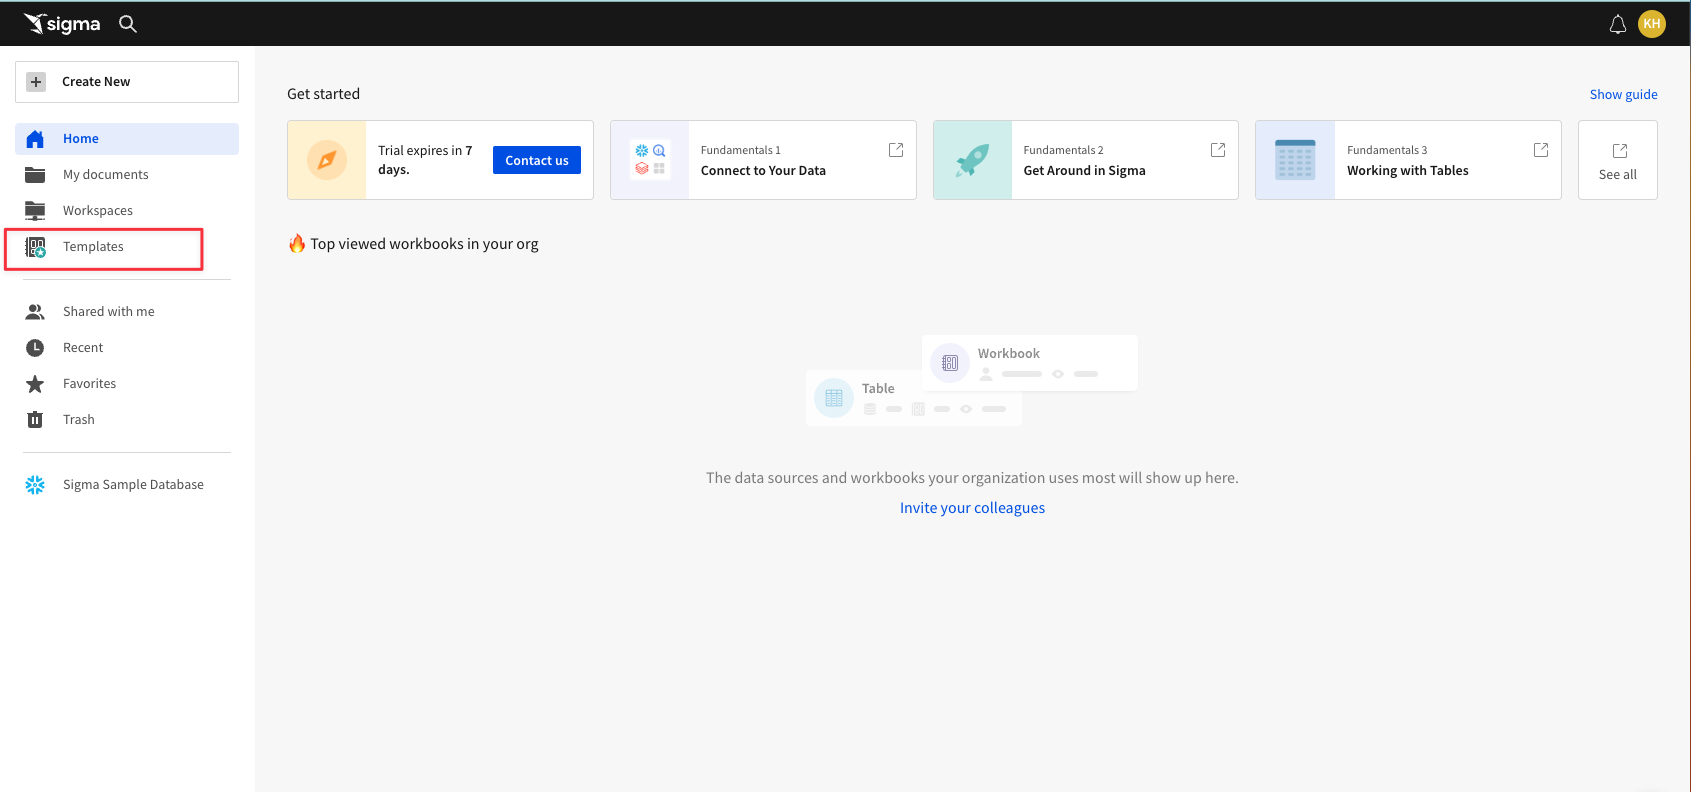 sigma
KH
Create New
Home
My documents
Workspaces
Templates
Shared with me
Recent
Favorites
Trash
Sigma Sample Database
Get started
Show guide
Trial expires in 7
days.
Contact us
Fundamentals 1
Connect to Your Data
Fundamentals 2
Get Around in Sigma
Fundamentals 3
Working with Tables
See all
Top viewed workbooks in your org
Workbook
Table
The data sources and workbooks your organization uses most will show up here.
Invite your colleagues